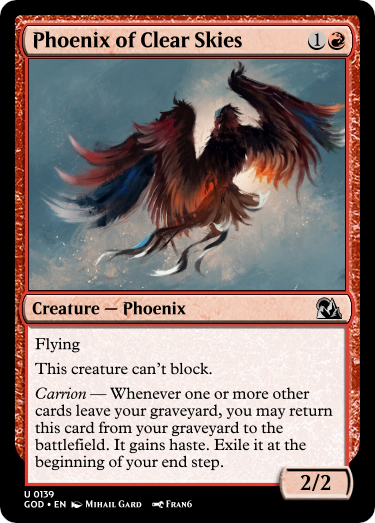 Phoenix of Clear Skies 1
Creature — Phoenix
Flying
This creature can't block.
Carrion — Whenever one or more other
cards leave your graveyard, you may return
this card from your graveyard to the
battlefield. It gains haste. Exile it at the
beginning of your end step.
2/2
U 0139
GOD • EN Mihail Gard Fran6